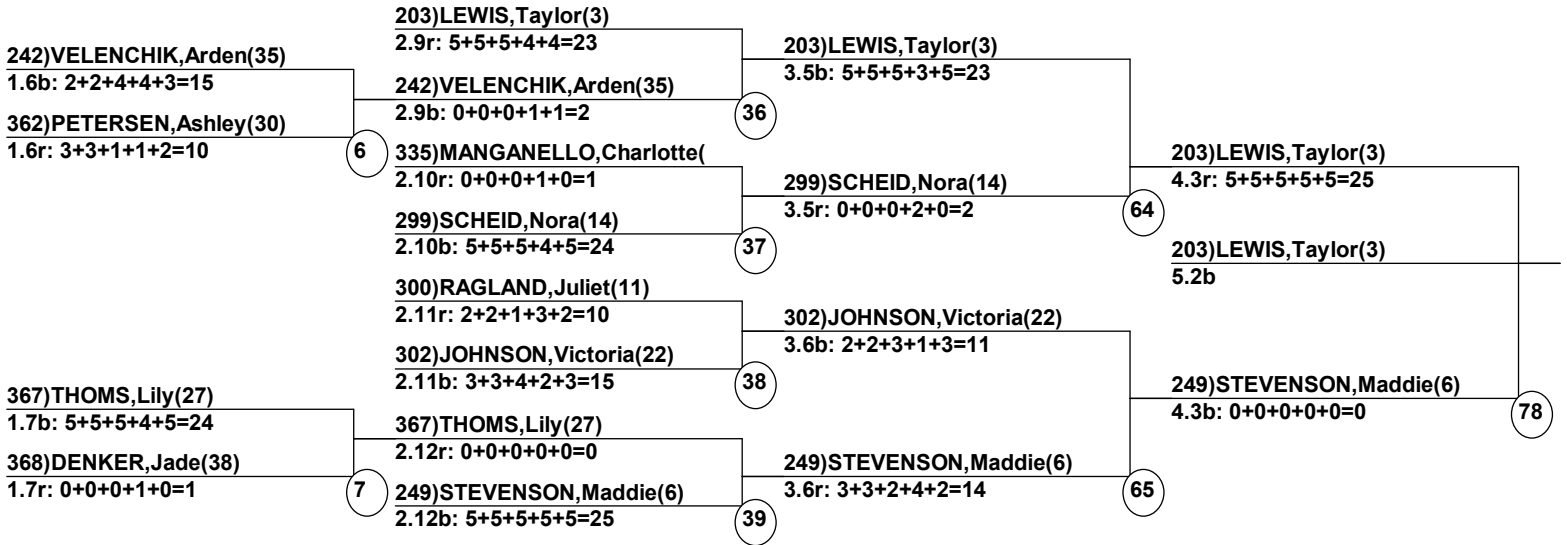 242)VELENCHIK,Arden(35)
1.6b: 2+2+4+4+3=15
362)PETERSEN,Ashley(30)
1.6r: 3+3+1+1+2=10
6
367)THOMS,Lily(27)
1.7b: 5+5+5+4+5=24
368)DENKER,Jade(38)
1.7r: 0+0+0+1+0=1
7
203)LEWIS,Taylor(3)
2.9r: 5+5+5+4+4=23
242)VELENCHIK,Arden(35)
2.9b: 0+0+0+1+1=2
36
335)MANGANELLO,Charlotte(
2.10r: 0+0+0+1+0=1
299)SCHEID,Nora(14)
2.10b: 5+5+5+4+5=24
37
300)RAGLAND,Juliet(11)
2.11r: 2+2+1+3+2=10
302)JOHNSON,Victoria(22)
2.11b: 3+3+4+2+3=15
38
367)THOMS,Lily(27)
2.12r: 0+0+0+0+0=0
249)STEVENSON,Maddie(6)
2.12b: 5+5+5+5+5=25
39
203)LEWIS,Taylor(3)
3.5b: 5+5+5+3+5=23
299)SCHEID,Nora(14)
3.5r: 0+0+0+2+0=2
64
302)JOHNSON,Victoria(22)
3.6b: 2+2+3+1+3=11
249)STEVENSON,Maddie(6)
3.6r: 3+3+2+4+2=14
65
203)LEWIS,Taylor(3)
4.3r: 5+5+5+5+5=25
203)LEWIS,Taylor(3)
5.2b
249)STEVENSON,Maddie(6)
4.3b: 0+0+0+0+0=0
78